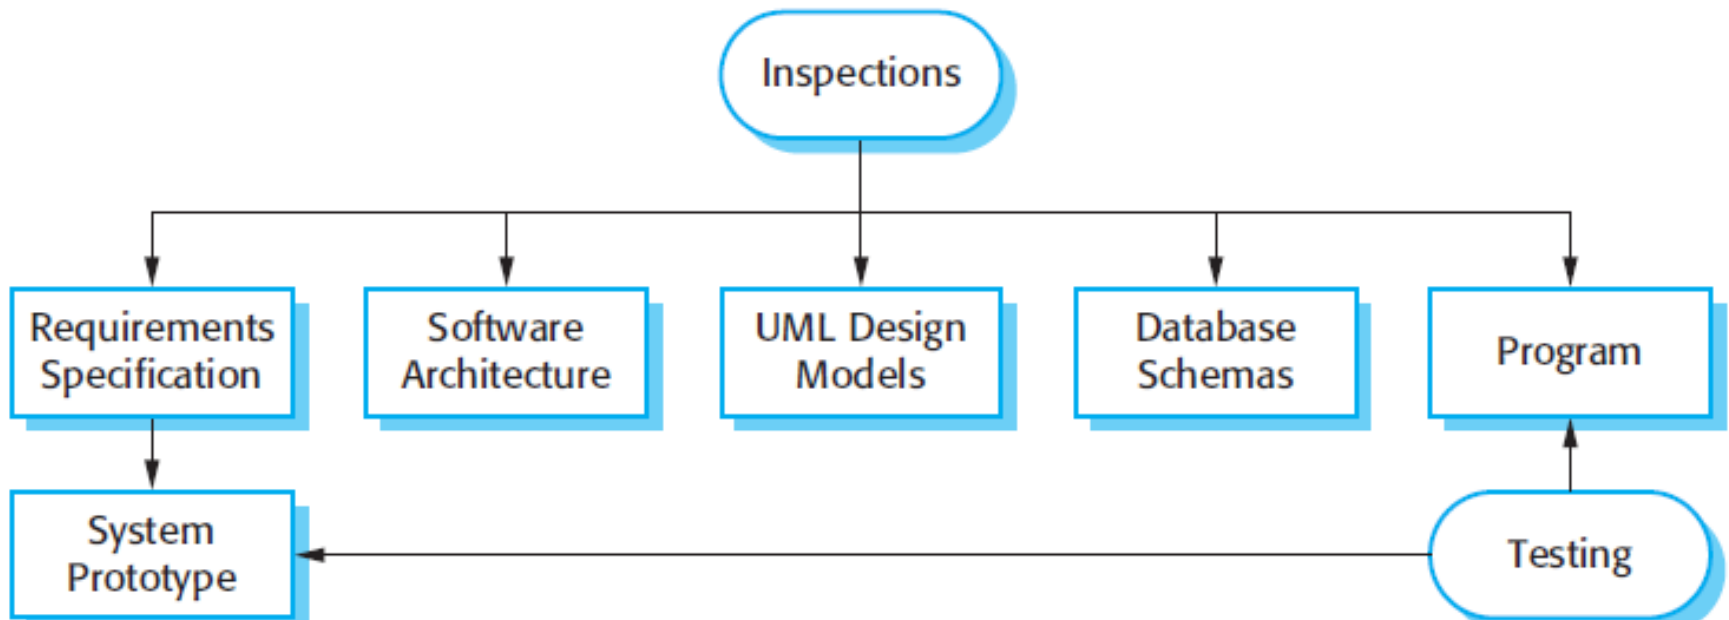 Inspections
Requirements
Specification
Software
Architecture
UML Design
Models
Database
Schemas
Program
System
Prototype
Testing